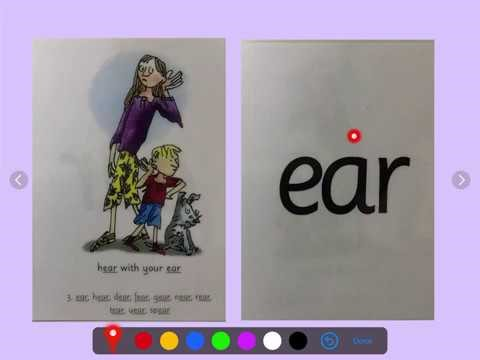 hear with your ear
3. ear, hear, dear, fear, gear, near, rear,
tear, year, spear
ear
Done